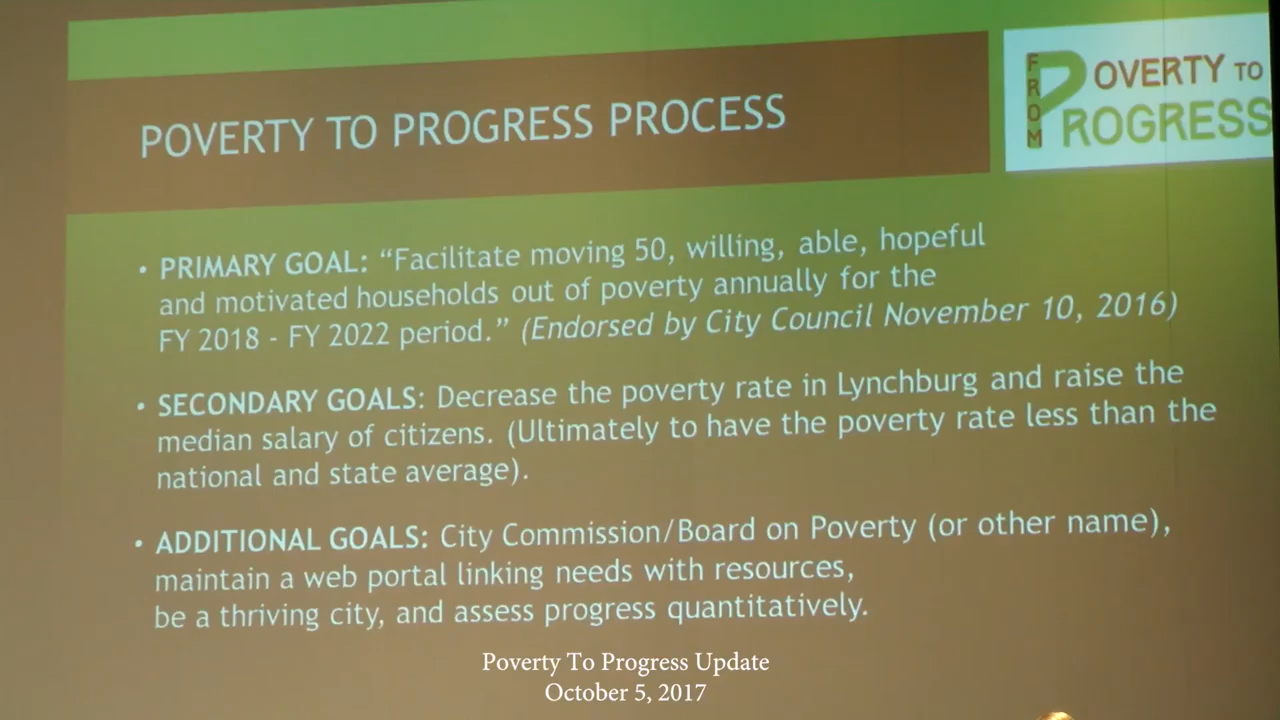 POVERTY TO PROGRESS PROCESS
FROM
POVERTY TO
PROGRESS
• PRIMARY GOAL: “Facilitate moving 50, willing, able, hopeful
and motivated households out of poverty annually for the
FY 2018 - FY 2022 period.” (Endorsed by City Council November 10, 2016)
• SECONDARY GOALS: Decrease the poverty rate in Lynchburg and raise the
median salary of citizens. (Ultimately to have the poverty rate less than the
national and state average).
• ADDITIONAL GOALS: City Commission/Board on Poverty (or other name),
maintain a web portal linking needs with resources,
be a thriving city, and assess progress quantitatively.
Poverty To Progress Update
October 5, 2017